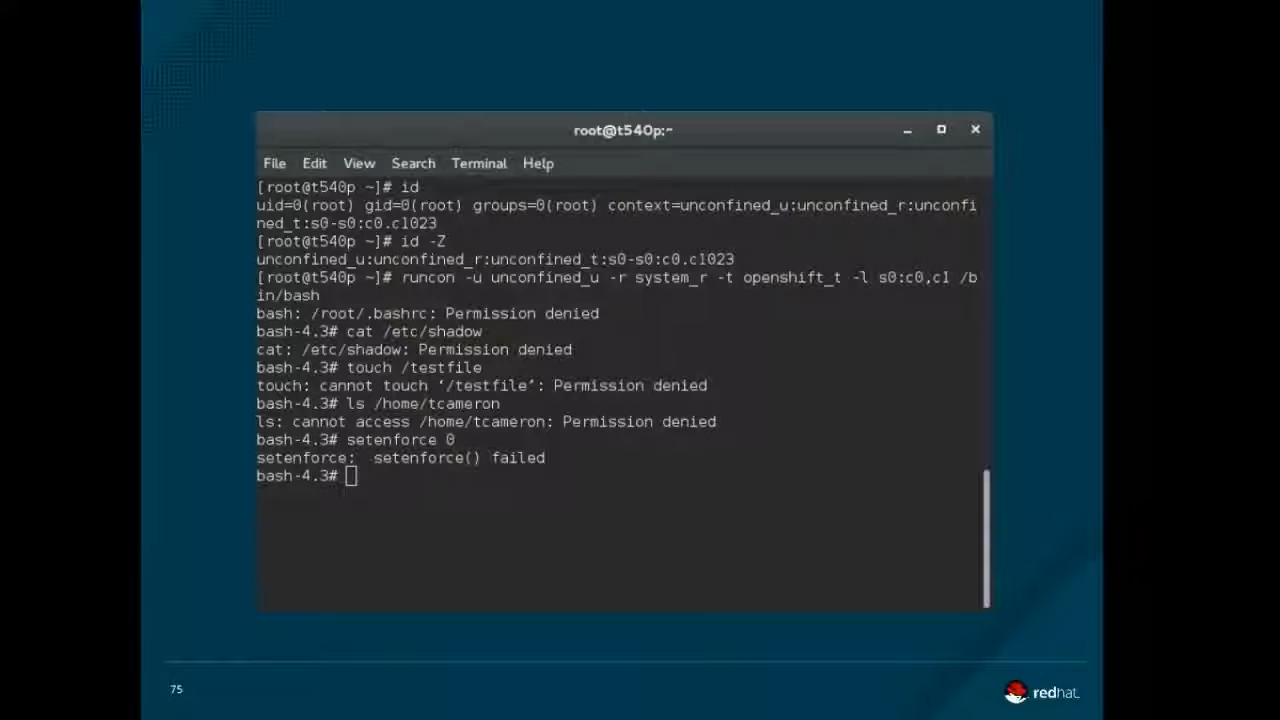 root@t540p:~
File Edit View Search Terminal Help
[root@t540p ~]# id
uid=0(root) gid=0(root) groups=0(root) context=unconfined_u:unconfined_r:unconfi
ned_t:s0-s0:c0.c1023
[root@t540p ~]# id -Z
unconfined_u:unconfined_r:unconfined_t:s0-s0:c0.c1023
[root@t540p ~]# runcon -u unconfined_u -r system_r -t openshift_t -l s0:c0,c1 /b
in/bash
bash: /root/.bashrc: Permission denied
bash-4.3# cat /etc/shadow
cat: /etc/shadow: Permission denied
bash-4.3# touch /testfile
touch: cannot touch ‘/testfile’: Permission denied
bash-4.3# ls /home/tcameron
ls: cannot access /home/tcameron: Permission denied
bash-4.3# setenforce 0
setenforce:  setenforce() failed
bash-4.3#
75
redhat.